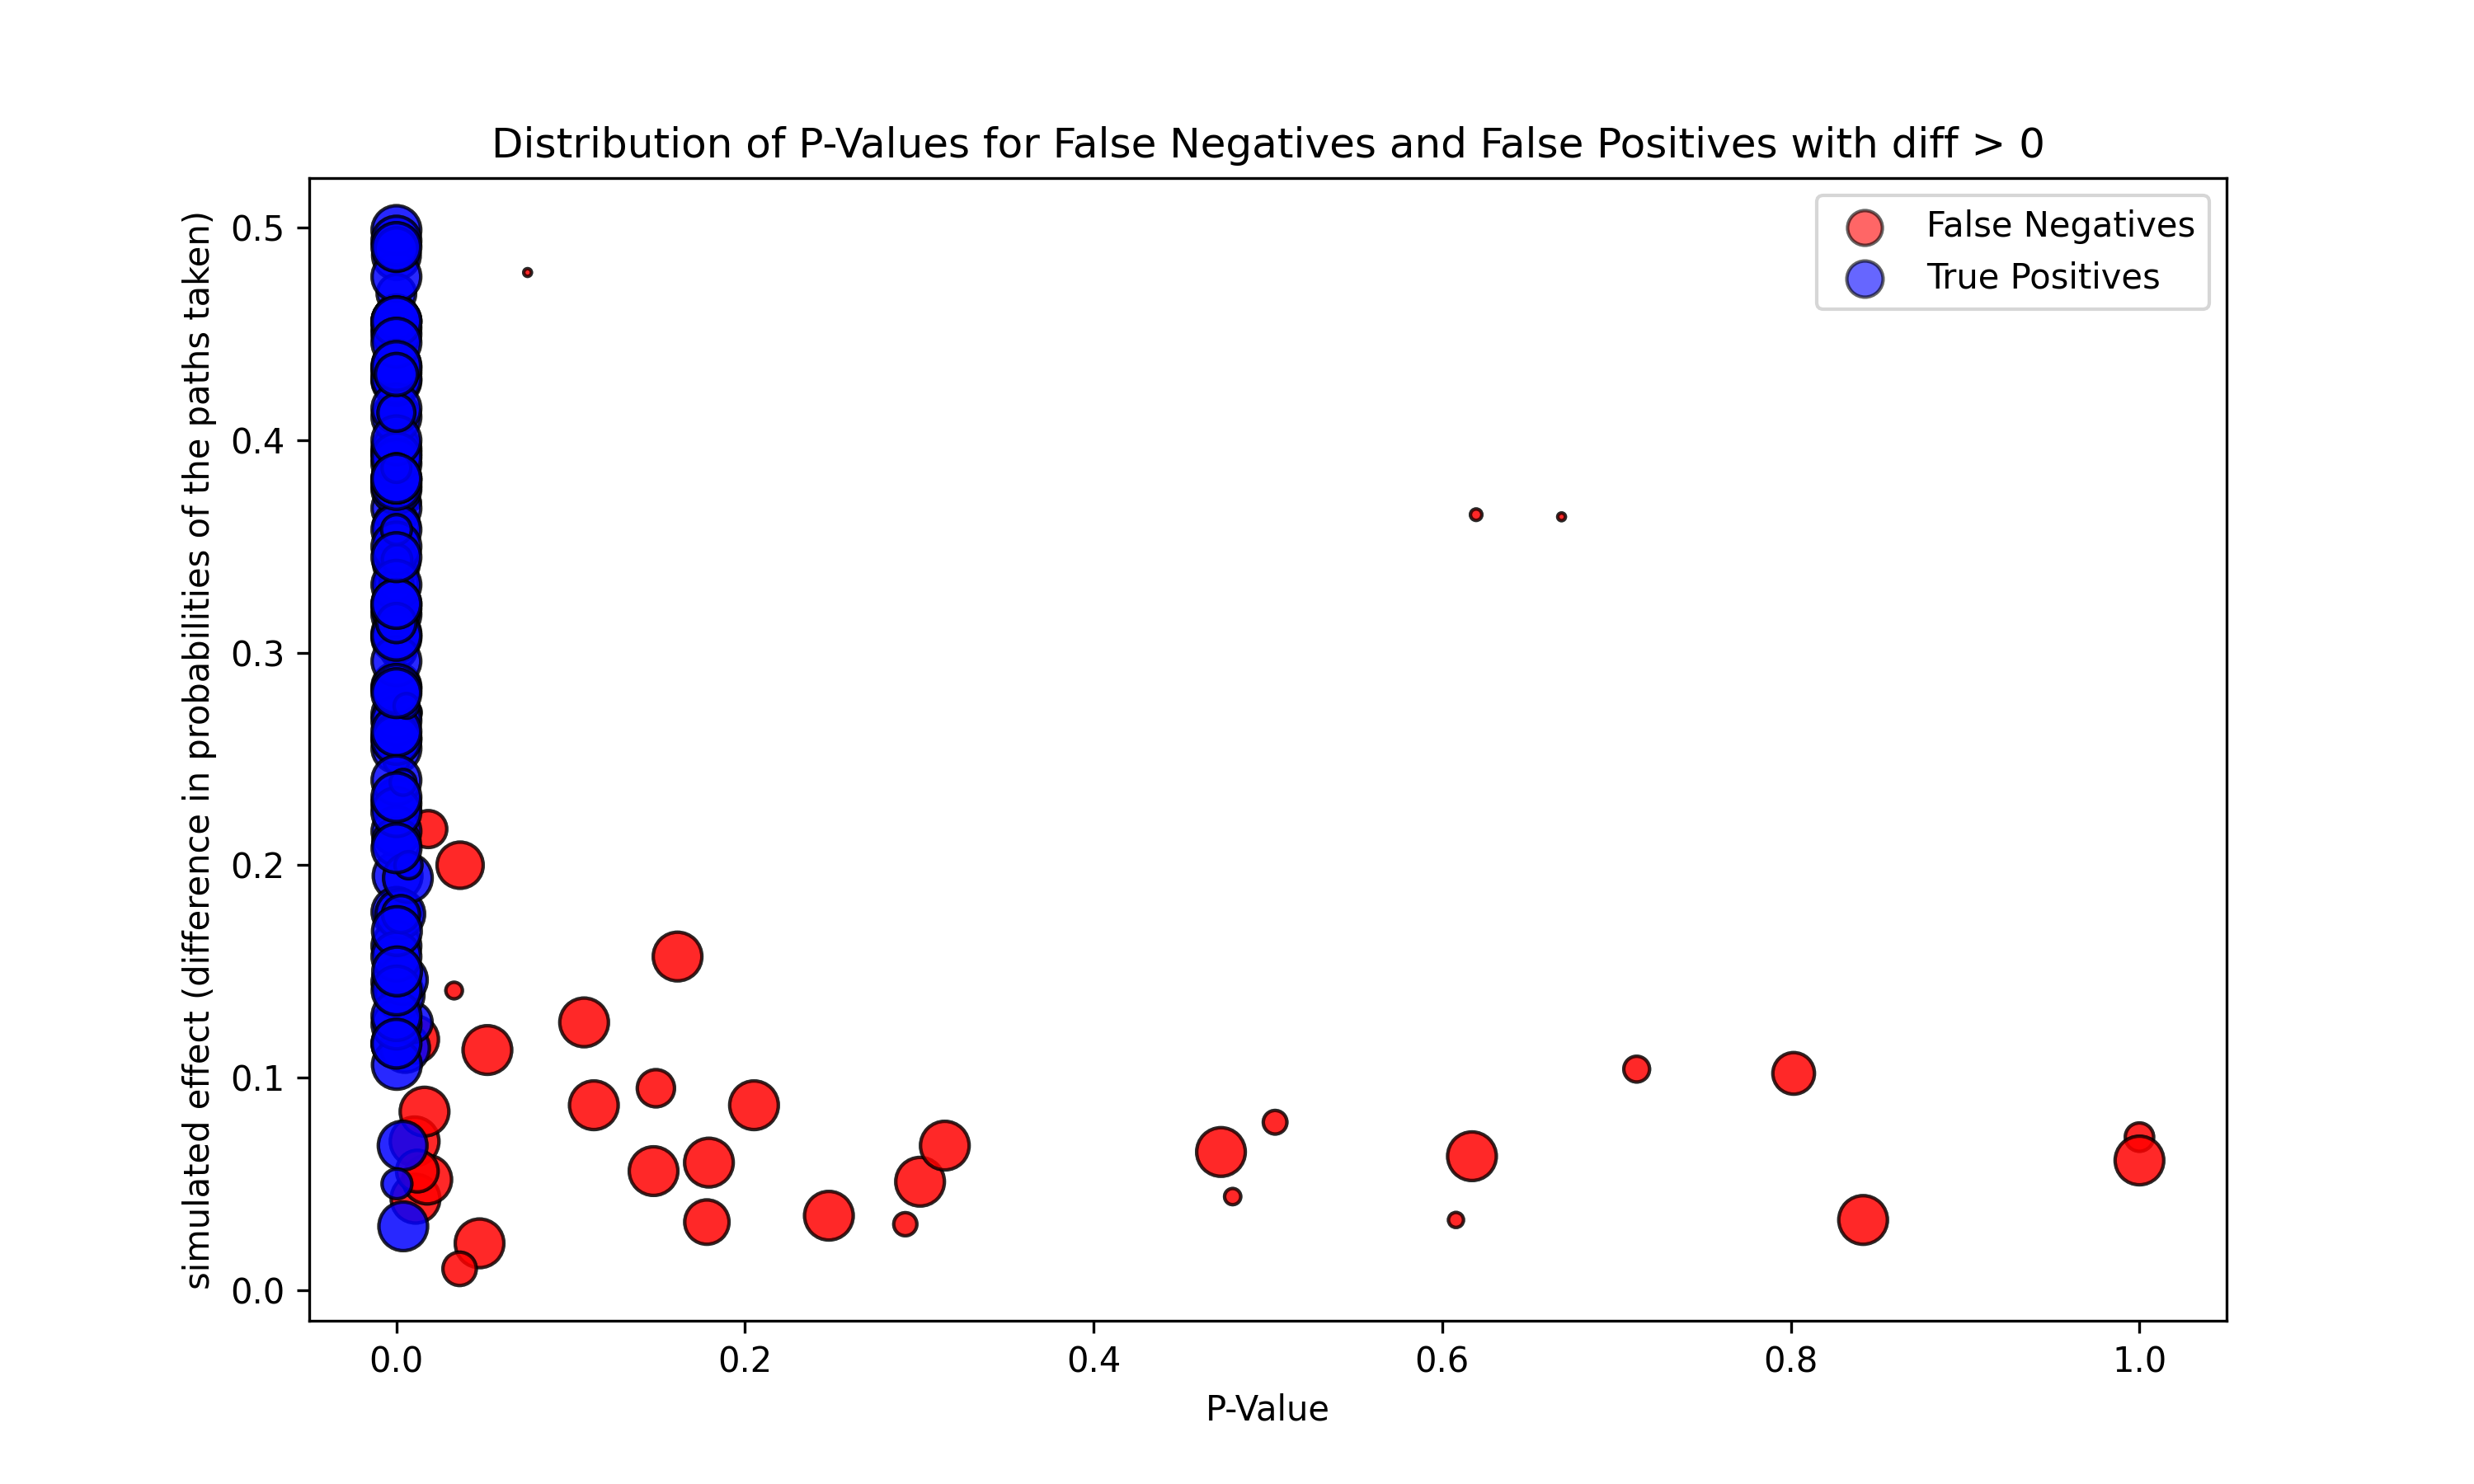 Distribution of P-Values for False Negatives and False Positives with diff > 0
False Negatives
True Positives
simulated effect (difference in probabilities of the paths taken)
0.5
0.4
0.3
0.2
0.1
0.0
0.0 0.2 0.4 0.6 0.8 1.0
P-Value